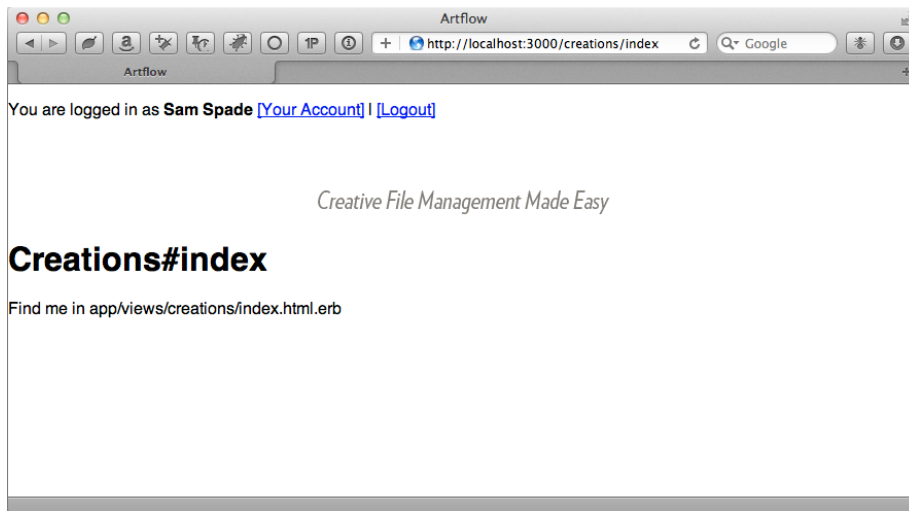 Artflow
1P
http://localhost:3000/creations/index
Google
Artflow
You are logged in as Sam Spade [Your Account] | [Logout]
Creative File Management Made Easy
Creations#index
Find me in app/views/creations/index.html.erb